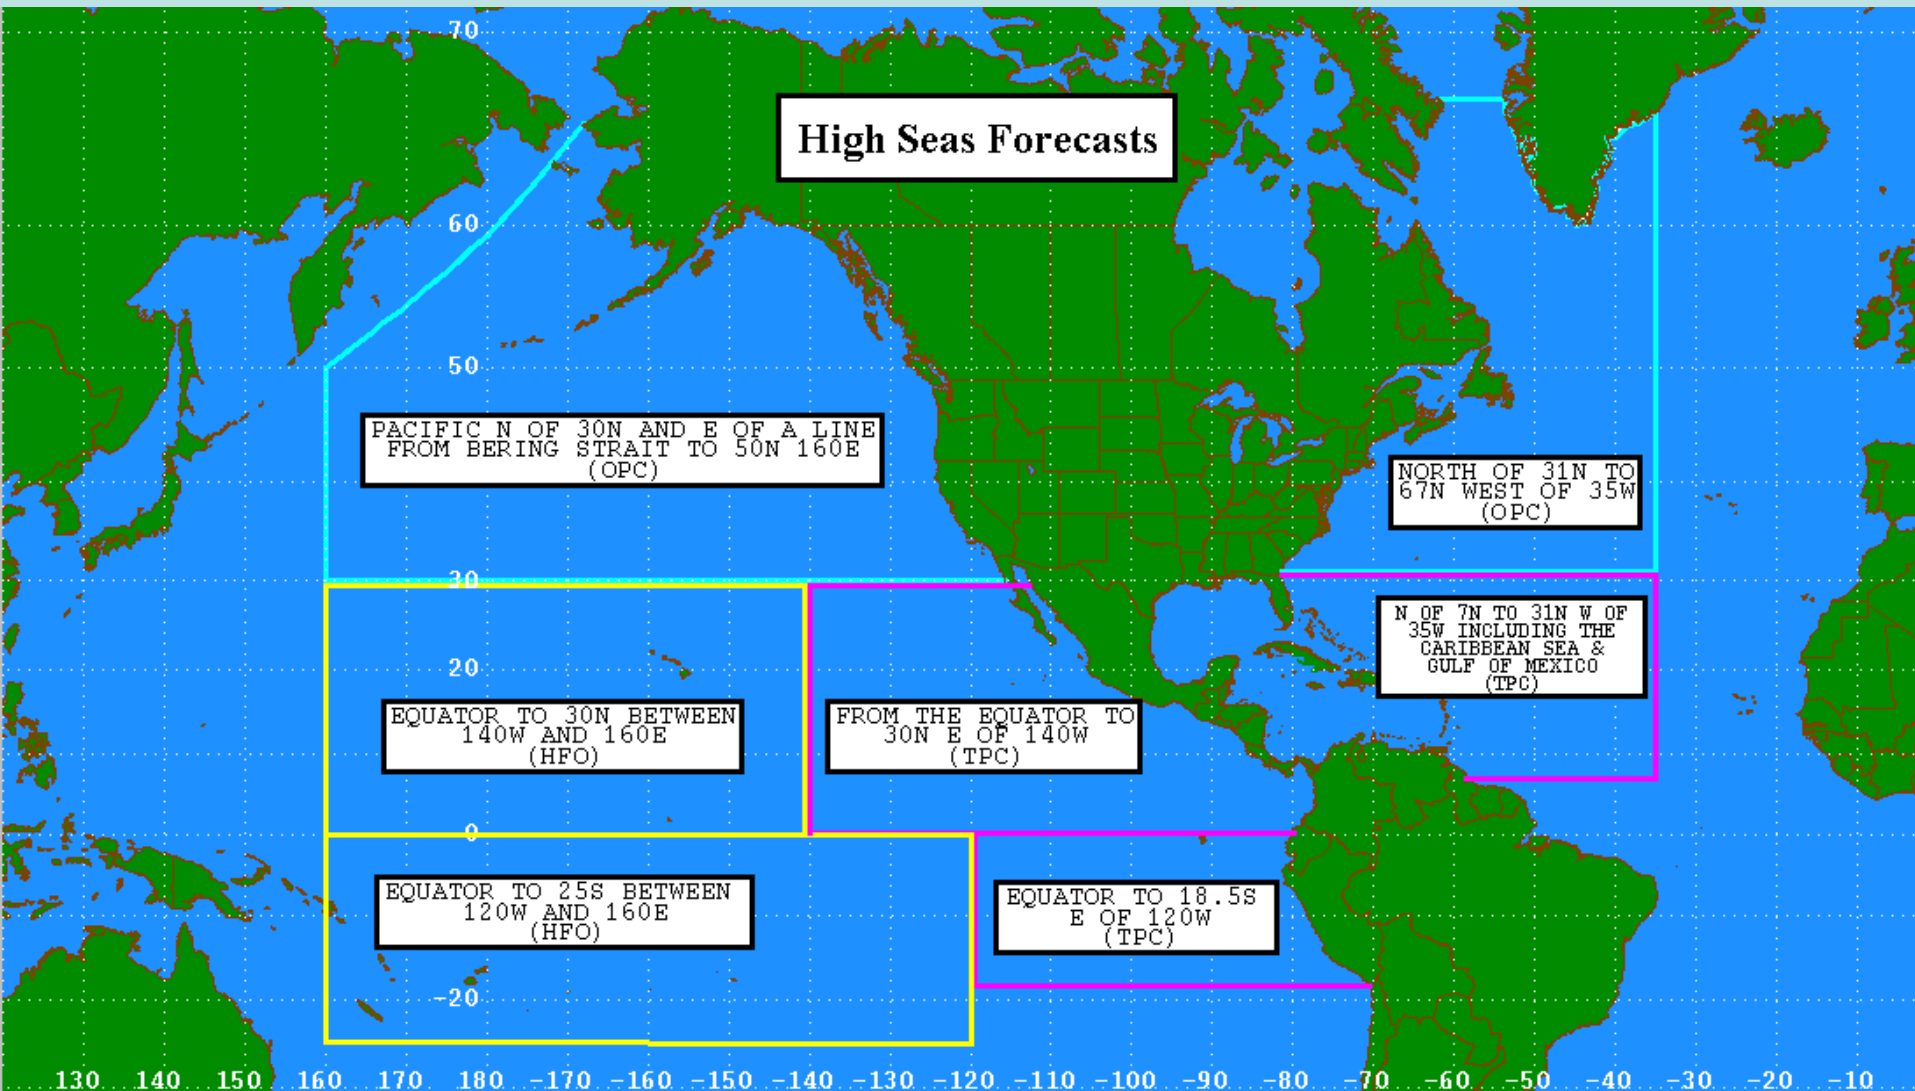 70
High Seas Forecasts
60
50
PACIFIC N OF 30N AND E OF A LINE
FROM BERING STRAIT TO 50N 160E
(OPC)
NORTH OF 31N TO
67N WEST OF 35W
(OPC)
30
N OF 7N TO 31N W OF
35W INCLUDING THE
CARIBBEAN SEA &
GULF OF MEXICO
(TPC)
20
EQUATOR TO 30N BETWEEN
140W AND 160E
(HFO)
FROM THE EQUATOR TO
30N E OF 140W
(TPC)
0
EQUATOR TO 25S BETWEEN
120W AND 160E
(HFO)
EQUATOR TO 18.5S
E OF 120W
(TPC)
-20
130 140 150 160 170 180 -170 -160 -150 -140 -130 -120 -110 -100 -90 -80 -70 -60 -50 -40 -30 -20 -10